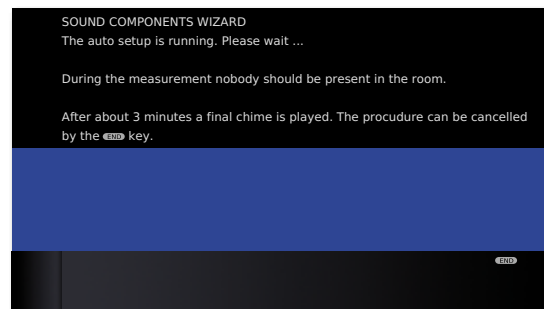 SOUND COMPONENTS WIZARD
The auto setup is running. Please wait ...
During the measurement nobody should be present in the room.
After about 3 minutes a final chime is played. The procudure can be cancelled
by the END key.
END